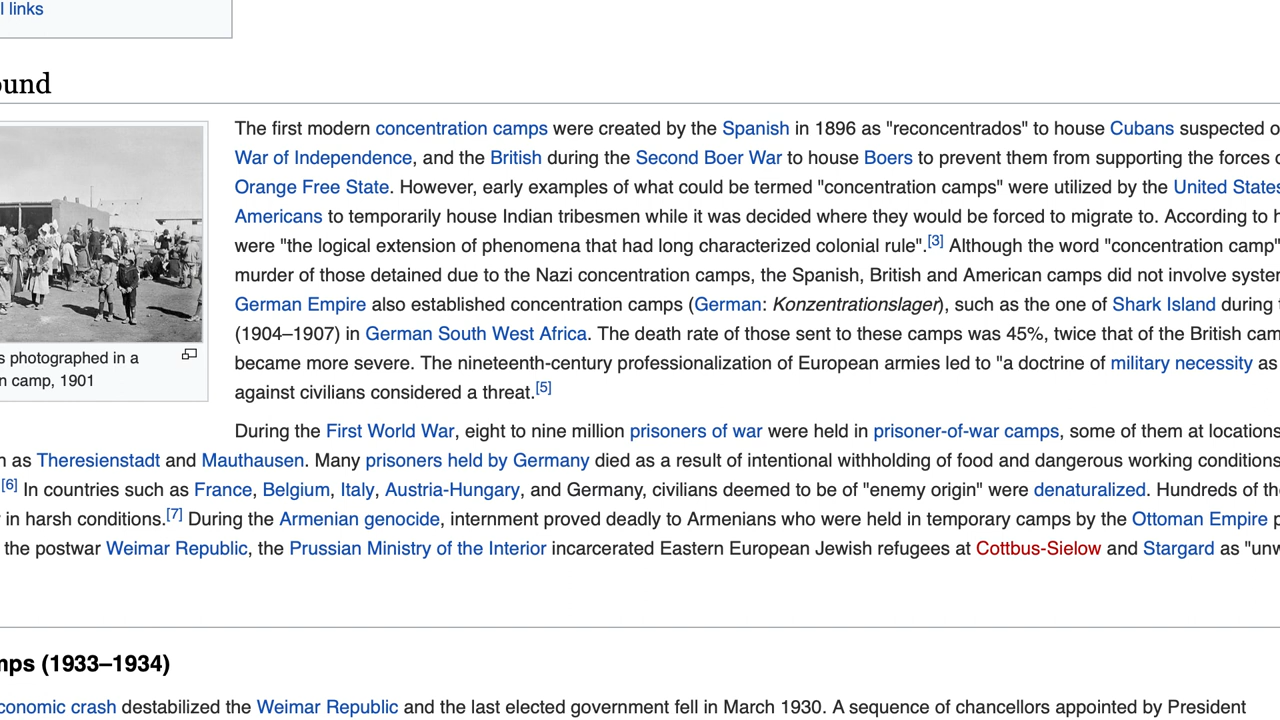 l links
ound
The first modern concentration camps were created by the Spanish in 1896 as "reconcentrados" to house Cubans suspected
War of Independence, and the British during the Second Boer War to house Boers to prevent them from supporting the forces
Orange Free State. However, early examples of what could be termed "concentration camps" were utilized by the United States
Americans to temporarily house Indian tribesmen while it was decided where they would be forced to migrate to. According to
were "the logical extension of phenomena that had long characterized colonial rule".[3] Although the word "concentration camp"
murder of those detained due to the Nazi concentration camps, the Spanish, British and American camps did not involve
German Empire also established concentration camps (German: Konzentrationslager), such as the one of Shark Island during
(1904–1907) in German South West Africa. The death rate of those sent to these camps was 45%, twice that of the British
became more severe. The nineteenth-century professionalization of European armies led to "a doctrine of military necessity as
against civilians considered a threat.[5]
s photographed in a
n camp, 1901
During the First World War, eight to nine million prisoners of war were held in prisoner-of-war camps, some of them at locations
h as Theresienstadt and Mauthausen. Many prisoners held by Germany died as a result of intentional withholding of food and dangerous working conditions
[6] In countries such as France, Belgium, Italy, Austria-Hungary, and Germany, civilians deemed to be of "enemy origin" were denaturalized. Hundreds of
in harsh conditions.[7] During the Armenian genocide, internment proved deadly to Armenians who were held in temporary camps by the Ottoman Empire
the postwar Weimar Republic, the Prussian Ministry of the Interior incarcerated Eastern European Jewish refugees at Cottbus-Sielow and Stargard as
mps (1933–1934)
conomic crash destabilized the Weimar Republic and the last elected government fell in March 1930. A sequence of chancellors appointed by President